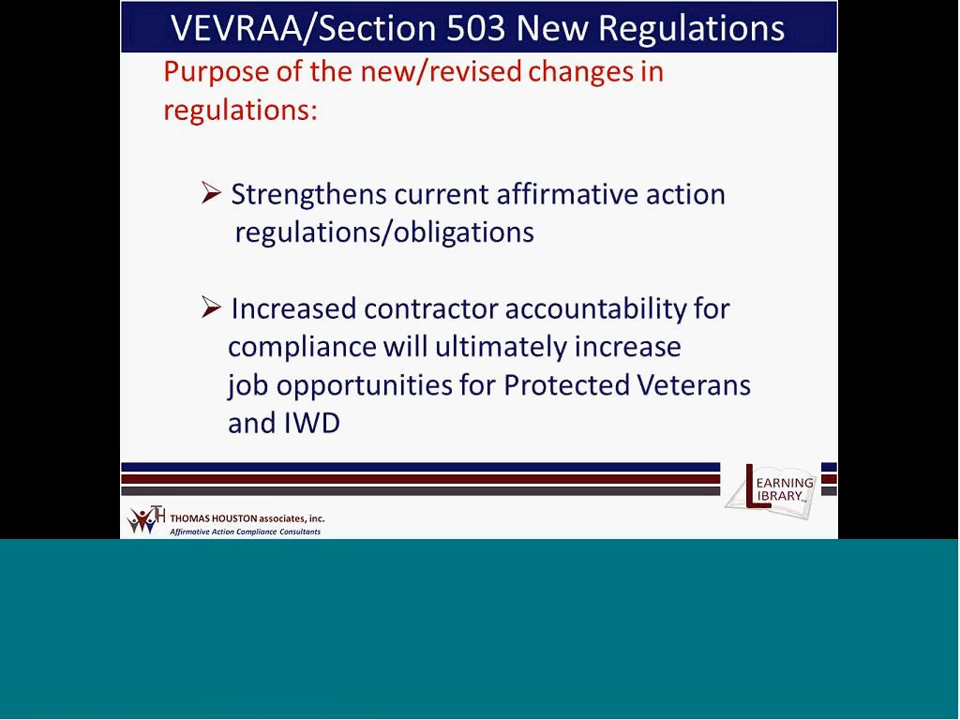 VEVRAA/Section 503 New Regulations
Purpose of the new/revised changes in
regulations:
Strengthens current affirmative action
regulations/obligations
Increased contractor accountability for
compliance will ultimately increase
job opportunities for Protected Veterans
and IWD
LEARNING
LIBRARY
TH THOMAS HOUSTON associates, inc.
Affirmative Action Compliance Consultants